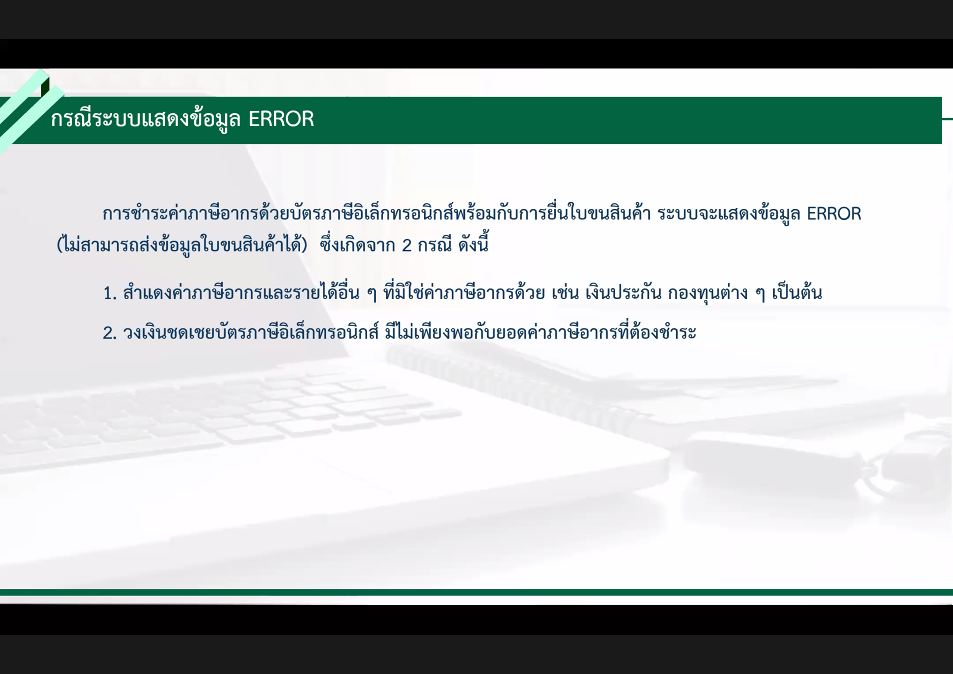 กรณีระบบแสดงข้อมูล ERROR
การชำระค่าภาษีอากรด้วยบัตรภาษีอิเล็กทรอนิกส์พร้อมกับการยื่นใบขนสินค้า ระบบจะแสดงข้อมูล ERROR
(ไม่สามารถส่งข้อมูลใบขนสินค้าได้) ซึ่งเกิดจาก 2 กรณี ดังนี้
1. สำแดงค่าภาษีอากรและรายได้อื่น ๆ ที่มิใช่ค่าภาษีอากรด้วย เช่น เงินประกัน กองทุนต่าง ๆ เป็นต้น
2. วงเงินชดเชยบัตรภาษีอิเล็กทรอนิกส์ มีไม่เพียงพอกับยอดค่าภาษีอากรที่ต้องชำระ